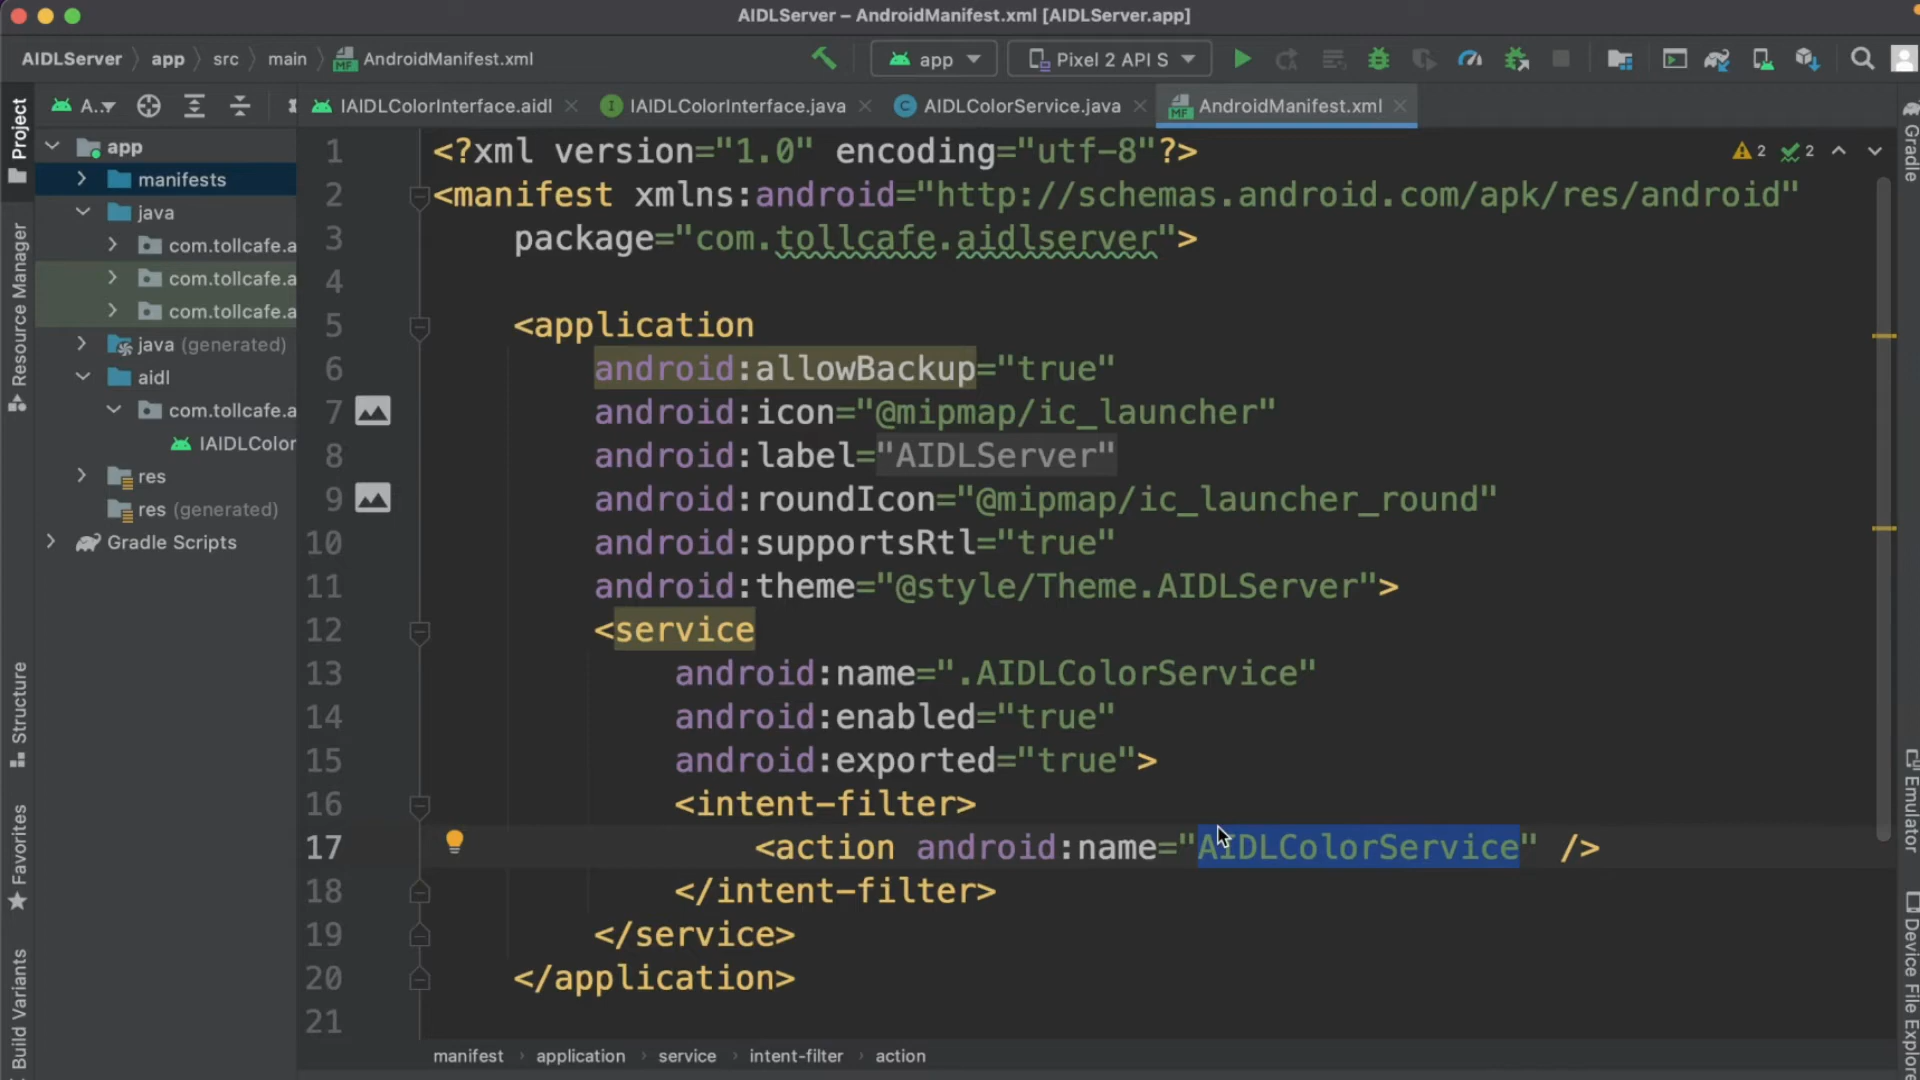 AIDLServer – AndroidManifest.xml [AIDLServer.app]
AIDLServer app src main AndroidManifest.xml app Pixel 2 API S
A.. IAIDLColorInterface.aidl IAIDLColorInterface.java AIDLColorService.java AndroidManifest.xml
Project
Resource Manager
Structure
Favorites
Build Variants
app
manifests
java
com.tollcafe.a
com.tollcafe.a
com.tollcafe.a
java (generated)
aidl
com.tollcafe.a
IAIDLColor
res
res (generated)
Gradle Scripts
2 2
1 <?xml version="1.0" encoding="utf-8"?>
2 <manifest xmlns:android="http://schemas.android.com/apk/res/android"
3 package="com.tollcafe.aidlserver">
4
5 <application
6 android:allowBackup="true"
7 android:icon="@mipmap/ic_launcher"
8 android:label="AIDLServer"
9 android:roundIcon="@mipmap/ic_launcher_round"
10 android:supportsRtl="true"
11 android:theme="@style/Theme.AIDLServer">
12 <service
13 android:name=".AIDLColorService"
14 android:enabled="true"
15 android:exported="true">
16 <intent-filter>
17 <action android:name="AIDLColorService" />
18 </intent-filter>
19 </service>
20 </application>
21
manifest application service intent-filter action
Gradle
Emulator
Device File Explorer